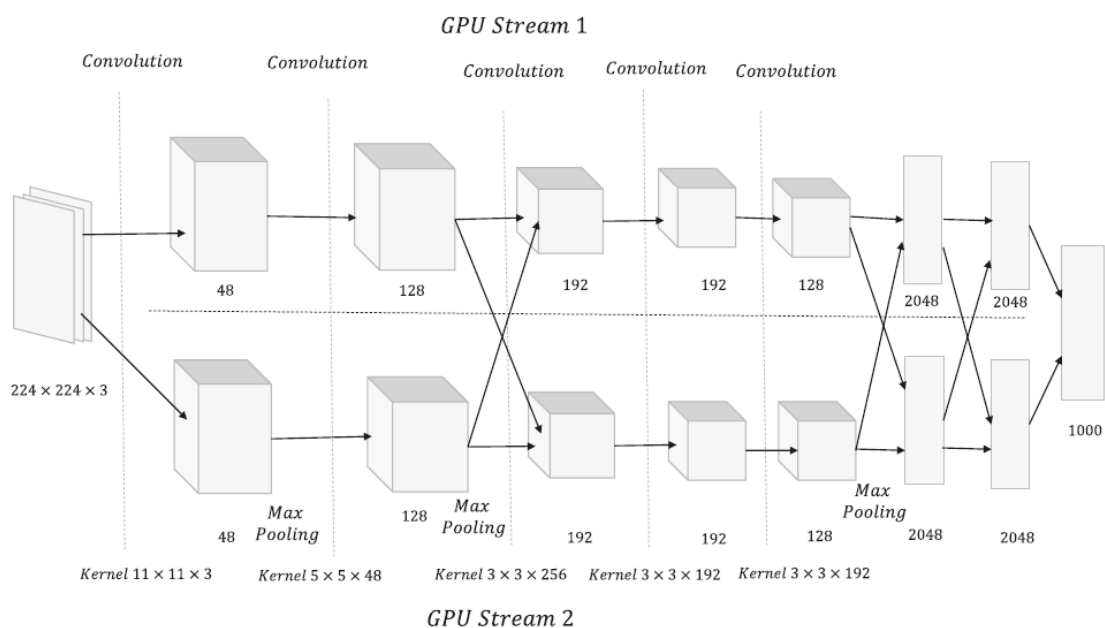 GPU Stream 1
Convolution
Convolution
Convolution
Convolution
Convolution
48
128
192
192
128
2048
2048
224 × 224 × 3
1000
Max
Pooling
Max
Pooling
Max
Pooling
48
128
192
192
128
2048
2048
Kernel 11 × 11 × 3
Kernel 5 × 5 × 48
Kernel 3 × 3 × 256
Kernel 3 × 3 × 192
Kernel 3 × 3 × 192
GPU Stream 2